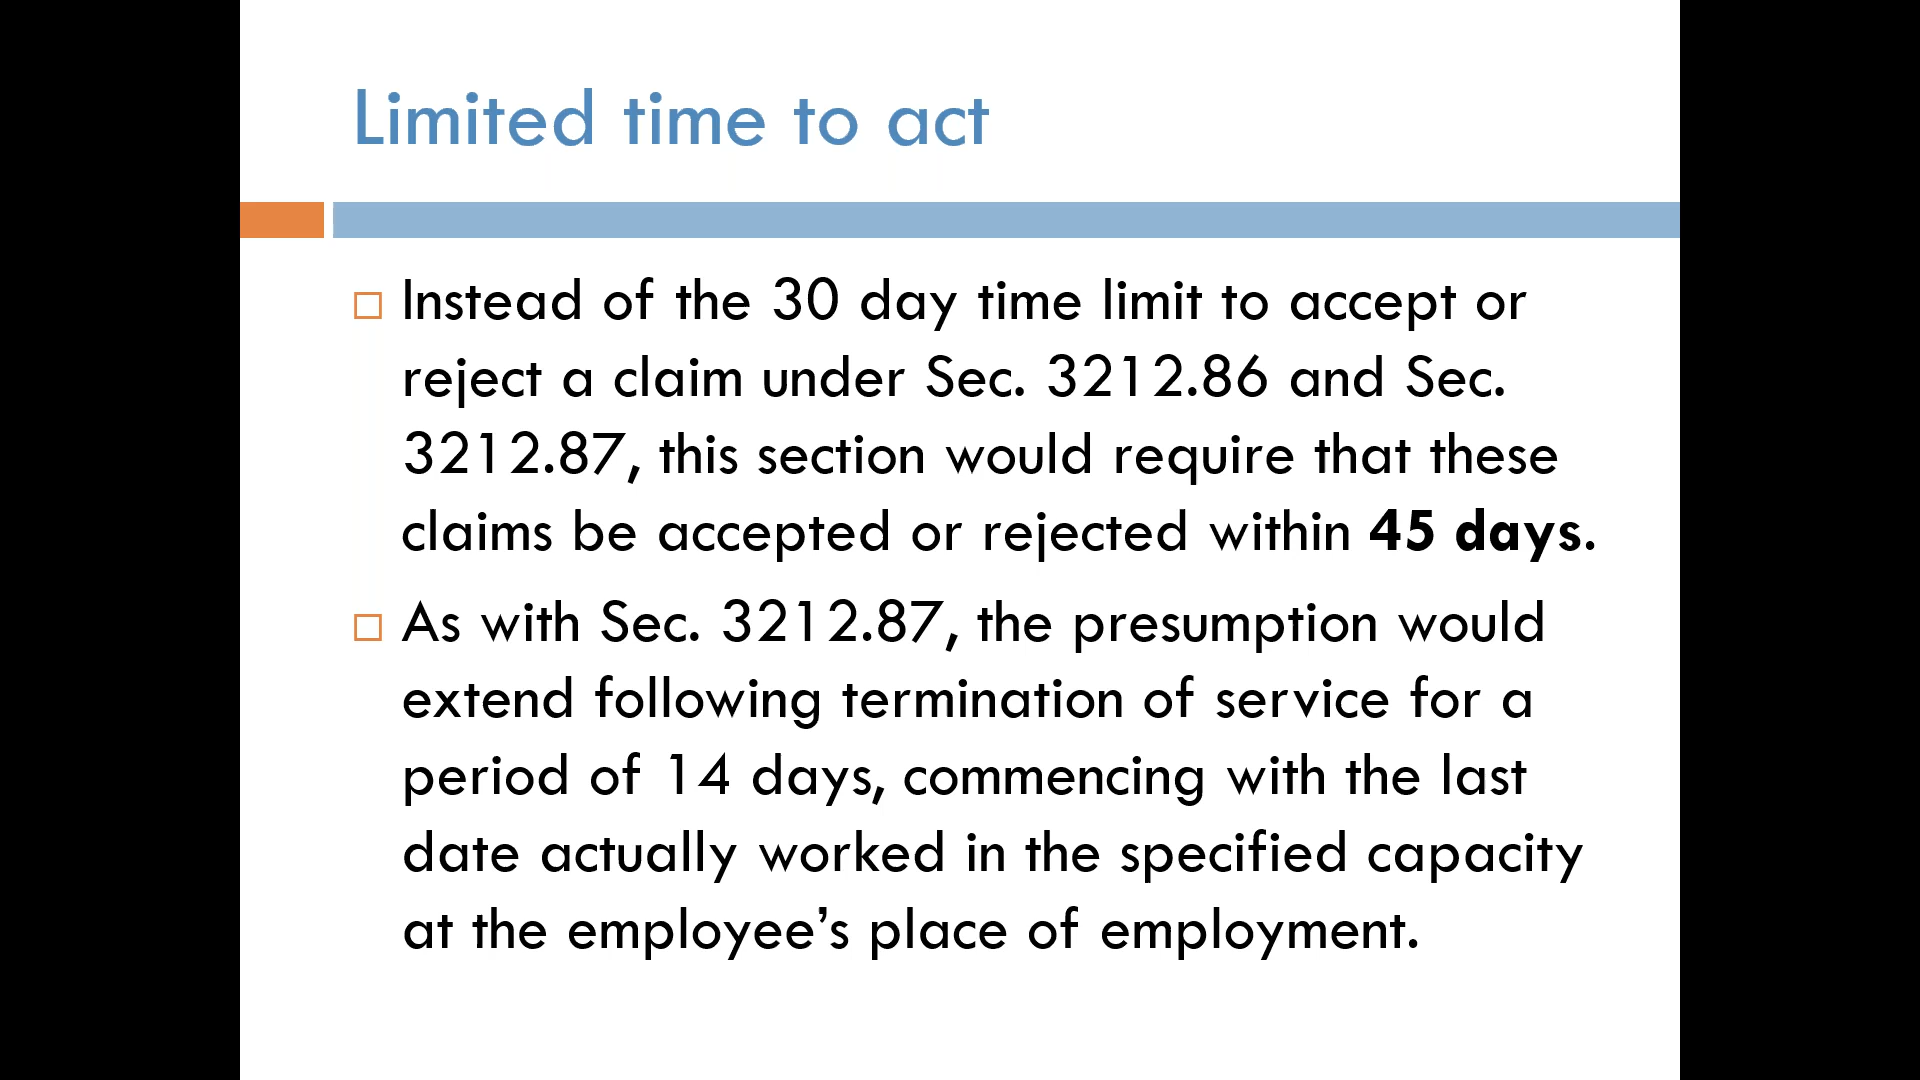 Limited time to act
Instead of the 30 day time limit to accept or
reject a claim under Sec. 3212.86 and Sec.
3212.87, this section would require that these
claims be accepted or rejected within 45 days.
As with Sec. 3212.87, the presumption would
extend following termination of service for a
period of 14 days, commencing with the last
date actually worked in the specified capacity
at the employee’s place of employment.